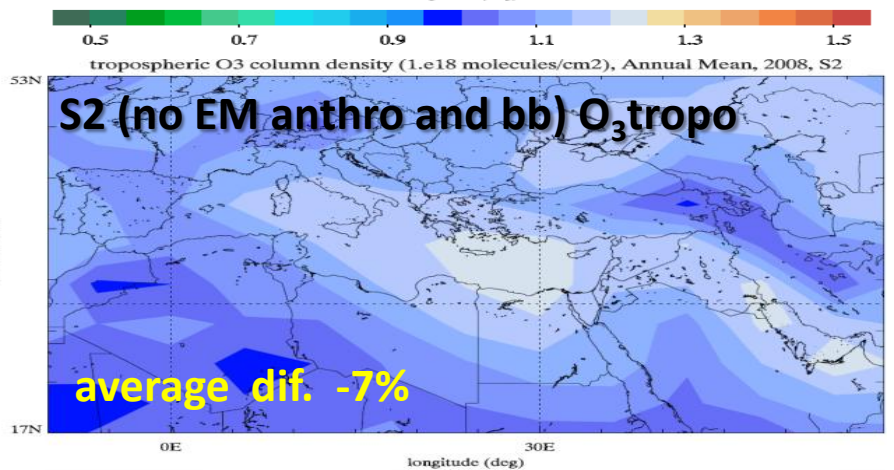 0.5 0.7 0.9 1.1 1.3 1.5
tropospheric O3 column density (1.e18 molecules/cm2), Annual Mean, 2008, S2
53N
S2 (no EM anthro and bb) O₃tropo
average dif. -7%
17N
0E 30E
longitude (deg)